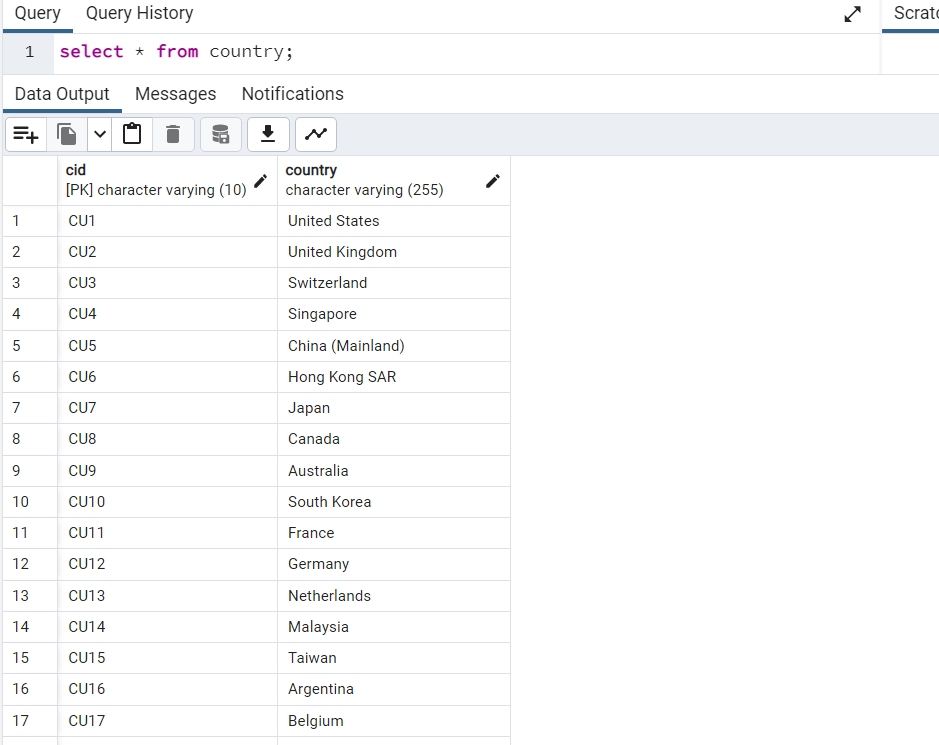 Query Query History Scrato
1 select * from country;
Data Output Messages Notifications
cid country
[PK] character varying (10) character varying (255)
1 CU1 United States
2 CU2 United Kingdom
3 CU3 Switzerland
4 CU4 Singapore
5 CU5 China (Mainland)
6 CU6 Hong Kong SAR
7 CU7 Japan
8 CU8 Canada
9 CU9 Australia
10 CU10 South Korea
11 CU11 France
12 CU12 Germany
13 CU13 Netherlands
14 CU14 Malaysia
15 CU15 Taiwan
16 CU16 Argentina
17 CU17 Belgium